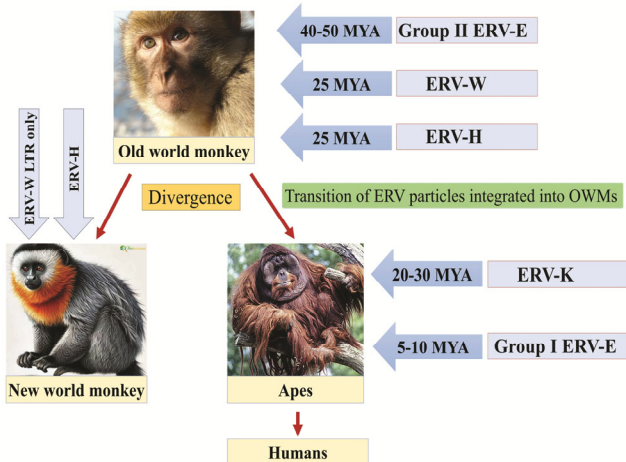 40-50 MYA
Group II ERV-E
25 MYA
ERV-W
25 MYA
ERV-H
Old world monkey
ERV-W LTR only
ERV-H
Divergence
Transition of ERV particles integrated into OWMs
20-30 MYA
ERV-K
5-10 MYA
Group I ERV-E
New world monkey
Apes
Humans